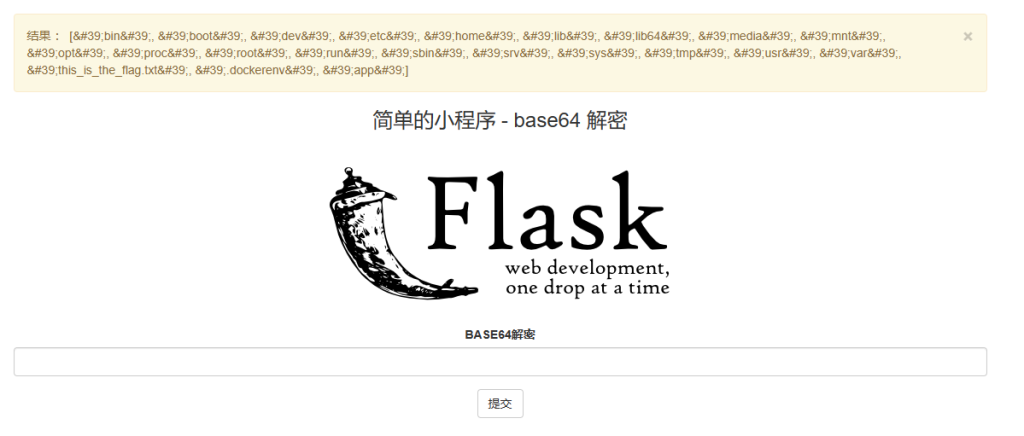 结果： [&#39;bin&#39;, &#39;boot&#39;, &#39;dev&#39;, &#39;etc&#39;, &#39;home&#39;, &#39;lib&#39;, &#39;lib64&#39;, &#39;media&#39;, &#39;mnt&#39;,
&#39;opt&#39;, &#39;proc&#39;, &#39;root&#39;, &#39;run&#39;, &#39;sbin&#39;, &#39;srv&#39;, &#39;sys&#39;, &#39;tmp&#39;, &#39;usr&#39;, &#39;var&#39;,
&#39;this_is_the_flag.txt&#39;, &#39;.dockerenv&#39;, &#39;app&#39;]
×
简单的小程序 - base64 解密
Flask
web development,
one drop at a time
BASE64解密
提交